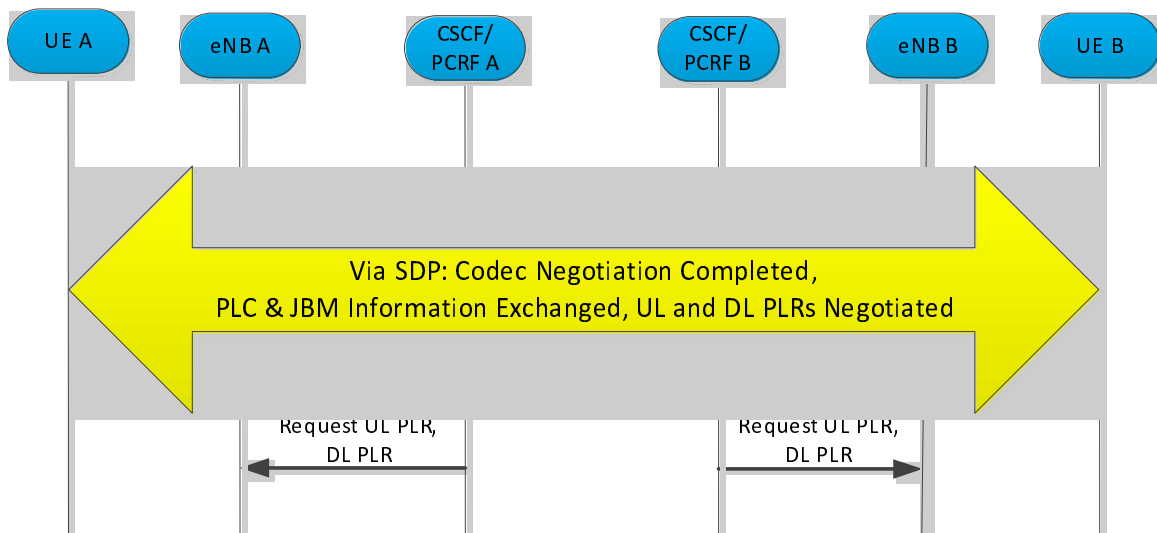 UE A
eNB A
CSCF/
PCRF A
CSCF/
PCRF B
eNB B
UE B
Via SDP: Codec Negotiation Completed,
PLC & JBM Information Exchanged, UL and DL PLRs Negotiated
Request UL PLR,
DL PLR
Request UL PLR,
DL PLR